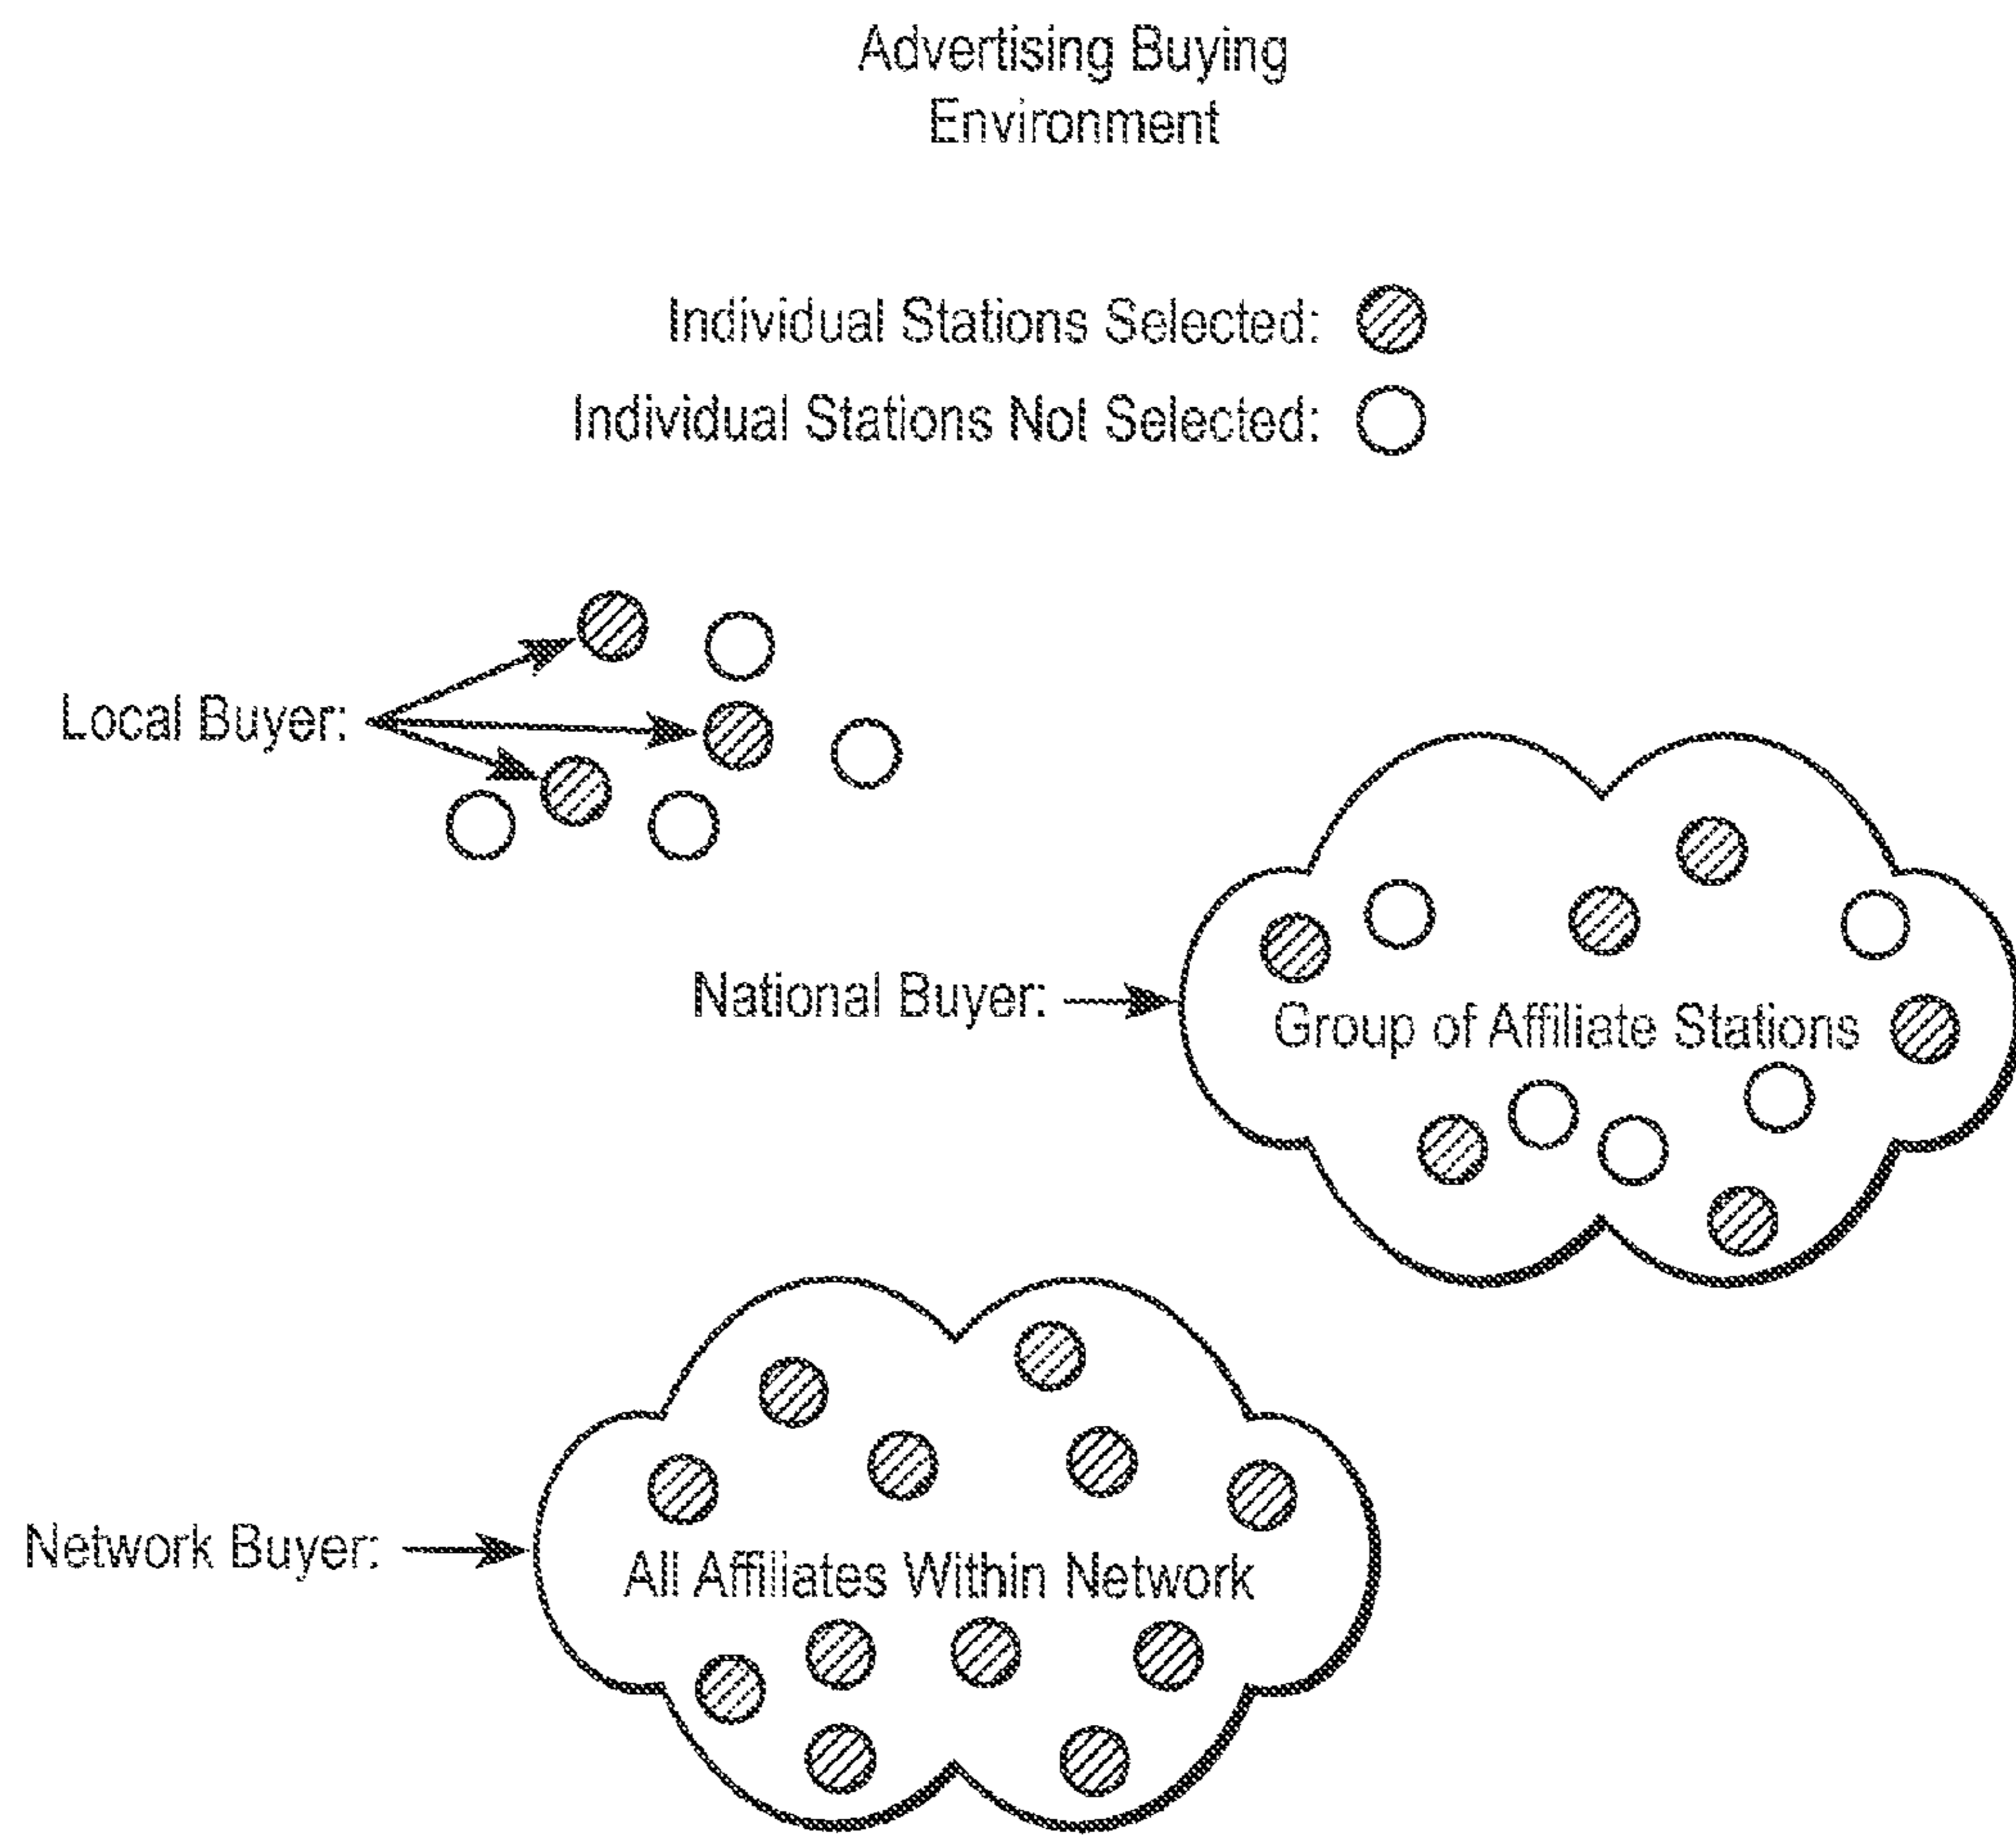 Advertising Buying
Environment
Individual Stations Selected:
Individual Stations Not Selected:
Local Buyer:
National Buyer:
Group of Affiliate Stations
Network Buyer:
All Affiliates Within Network